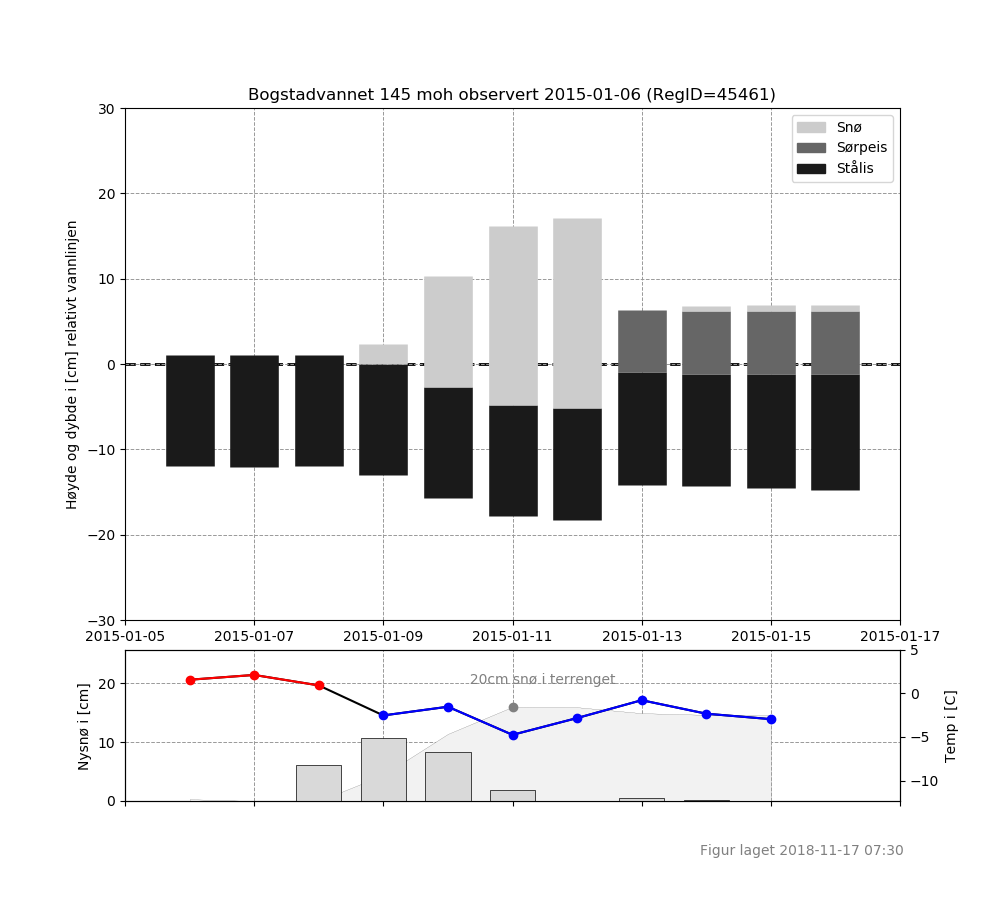 Bogstadvannet 145 moh observert 2015-01-06 (RegID=45461)
30
20
10
0
−10
−20
−30
Høyde og dybde i [cm] relativt vannlinjen
Snø
Sørpeis
Stålis
2015-01-05
2015-01-07
2015-01-09
2015-01-11
2015-01-13
2015-01-15
2015-01-17
20
10
0
Nysnø i [cm]
20cm snø i terrenget
5
0
−5
−10
Temp i [C]
Figur laget 2018-11-17 07:30